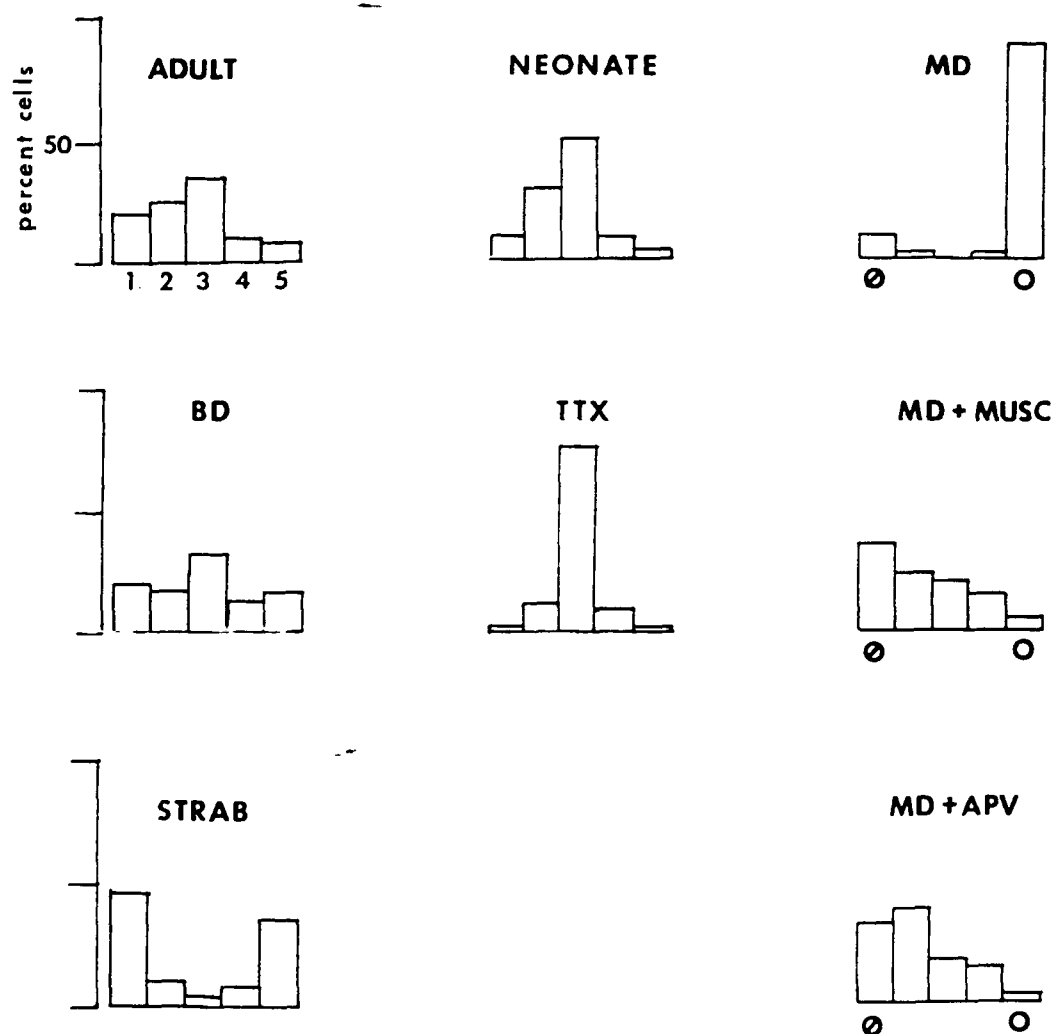 percent cells
50
ADULT
1. 2 3 4 5
NEONATE
MD
BD
TTX
MD + MUSC
STRAB
MD + APV